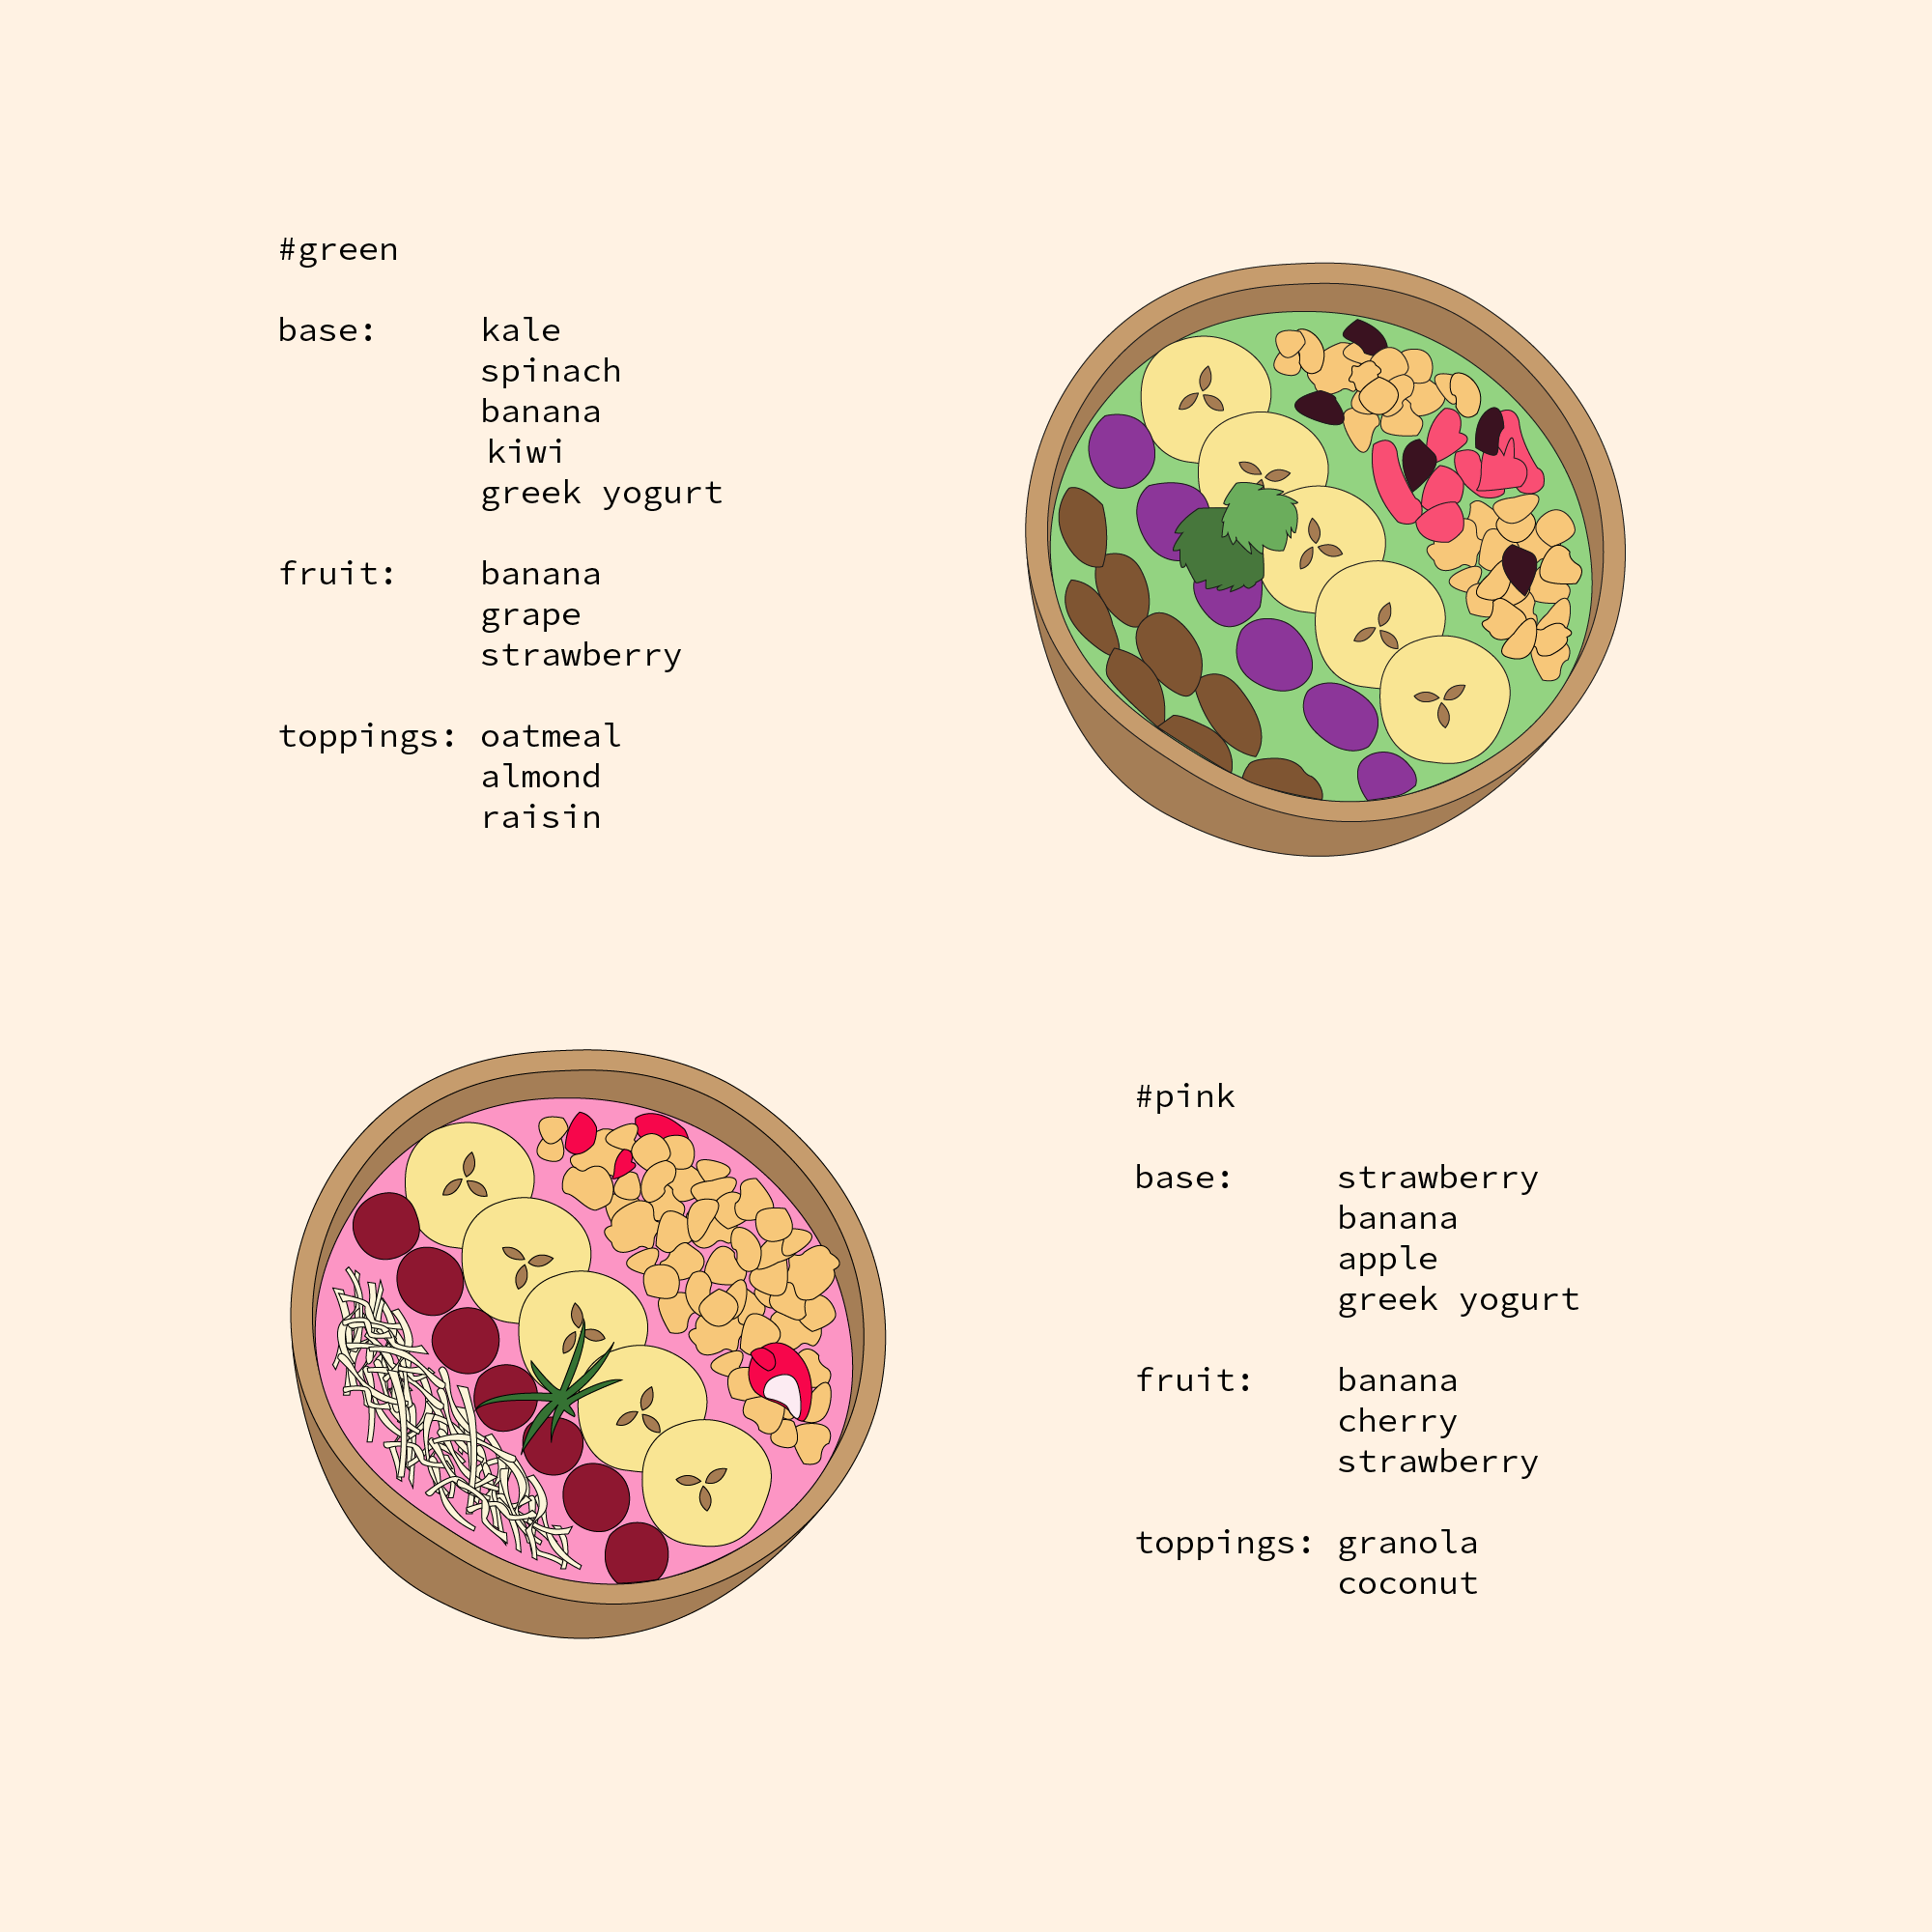 #green
base: kale
spinach
banana
kiwi
greek yogurt
fruit: banana
grape
strawberry
toppings: oatmeal
almond
raisin
#pink
base: strawberry
banana
apple
greek yogurt
fruit: banana
cherry
strawberry
toppings: granola
coconut